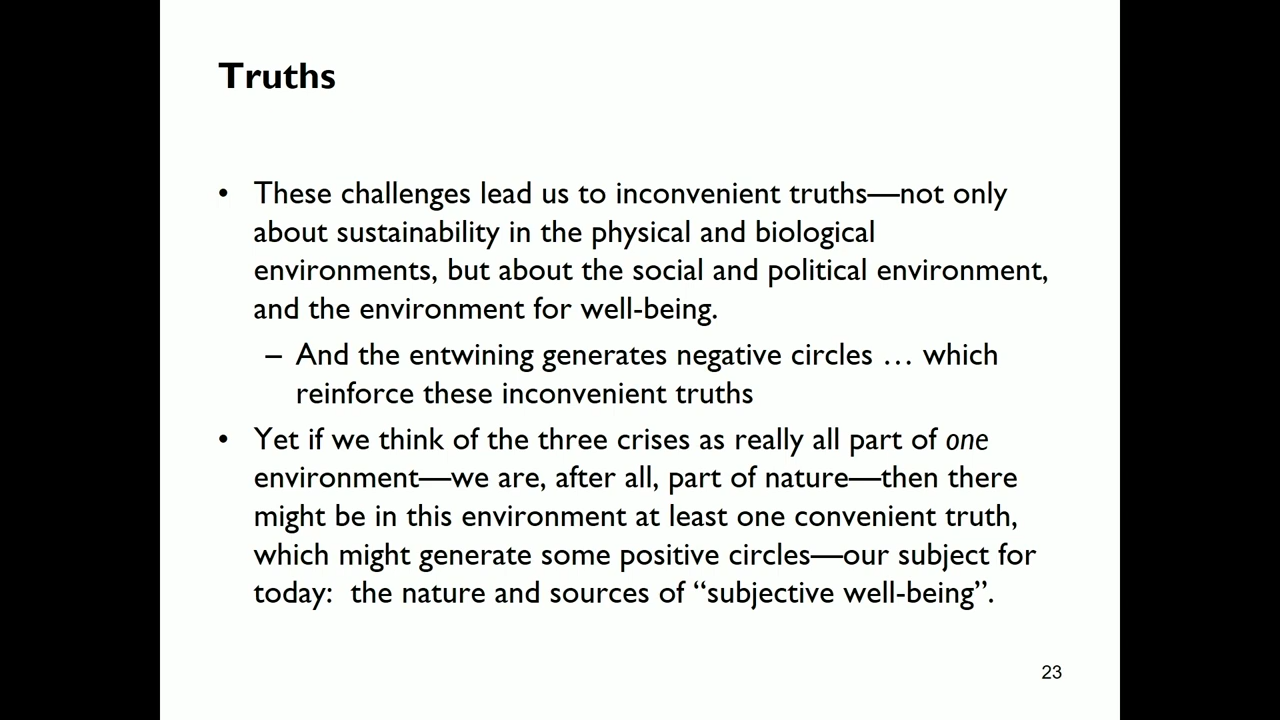 Truths
• These challenges lead us to inconvenient truths—not only
about sustainability in the physical and biological
environments, but about the social and political environment,
and the environment for well-being.
– And the entwining generates negative circles … which
reinforce these inconvenient truths
• Yet if we think of the three crises as really all part of one
environment—we are, after all, part of nature—then there
might be in this environment at least one convenient truth,
which might generate some positive circles—our subject for
today:  the nature and sources of “subjective well-being”.
23